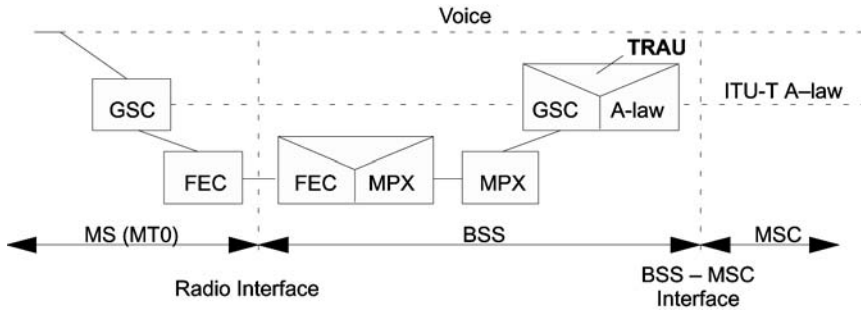 Voice
TRAU
GSC
GSC
A-law
ITU-T A–law
FEC
FEC
MPX
MPX
MS (MT0)
BSS
MSC
Radio Interface
BSS – MSC
Interface